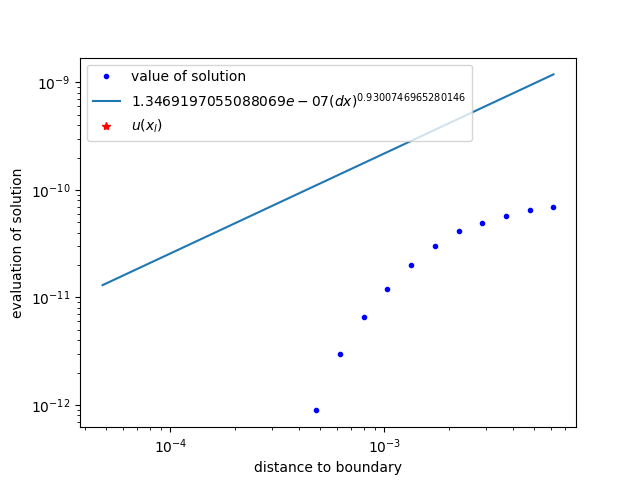 value of solution
1.3469197055088069e − 07(dx)^0.9300746965280146
u(x_l)
10^−9
10^−10
10^−11
10^−12
evaluation of solution
10^−4
10^−3
distance to boundary